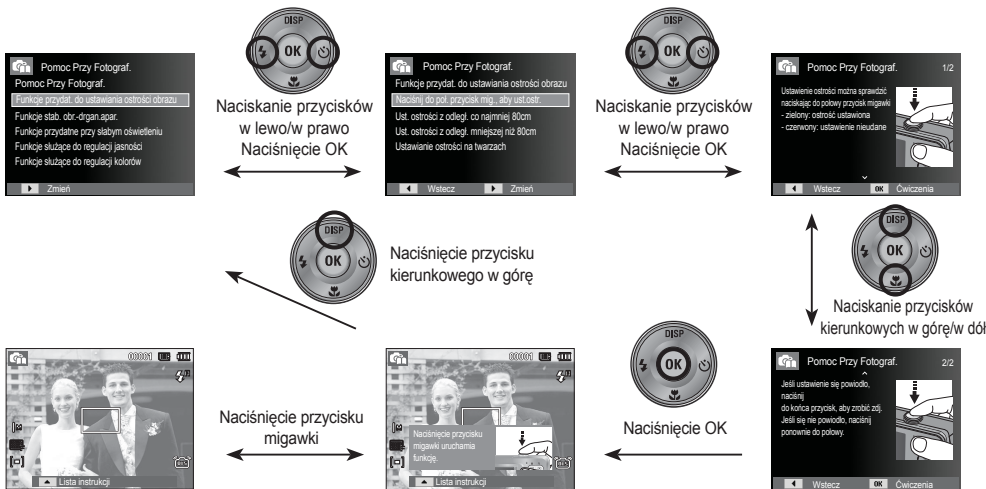 Pomoc Przy Fotograf.
Pomoc Przy Fotograf.
Funkcje przydat. do ustawiania ostrości obrazu
Funkcje stab. obr.-drgan.apar.
Funkcje przydatne przy słabym oświetleniu
Funkcje służące do regulacji jasności
Funkcje służące do regulacji kolorów
Zmień
DISP
OK
Naciskanie przycisków
w lewo/w prawo
Naciśnięcie OK
Pomoc Przy Fotograf.
Funkcje przydat. do ustawiania ostrości obrazu
Naciśnij do poł. przycisk mig., aby ust.ostr.
Ust. ostrości z odległ. co najmniej 80cm
Ust. ostrości z odległ. mniejszej niż 80cm
Ustawianie ostrości na twarzach
Wstecz Zmień
DISP
OK
Naciskanie przycisków
w lewo/w prawo
Naciśnięcie OK
Pomoc Przy Fotograf. 1/2
Ustawienie ostrości można sprawdzić
naciskając do połowy przycisk migawki
- zielony: ostrość ustawiona
- czerwony: ustawienie nieudane
Wstecz OK Ćwiczenia
DISP
OK
Naciśnięcie przycisku
kierunkowego w górę
DISP
OK
Naciskanie przycisków
kierunkowych w górę/w dół
00001
Lista instrukcji
Naciśnięcie przycisku
migawki
00001
Naciśnięcie przycisku
migawki uruchamia
funkcję.
Lista instrukcji
DISP
OK
Naciśnięcie OK
Pomoc Przy Fotograf. 2/2
Jeśli ustawienie się powiodło,
naciśnij
do końca przycisk, aby zrobić zdj.
Jeśli się nie powiodło, naciśnij
ponownie do połowy.
Wstecz OK Ćwiczenia